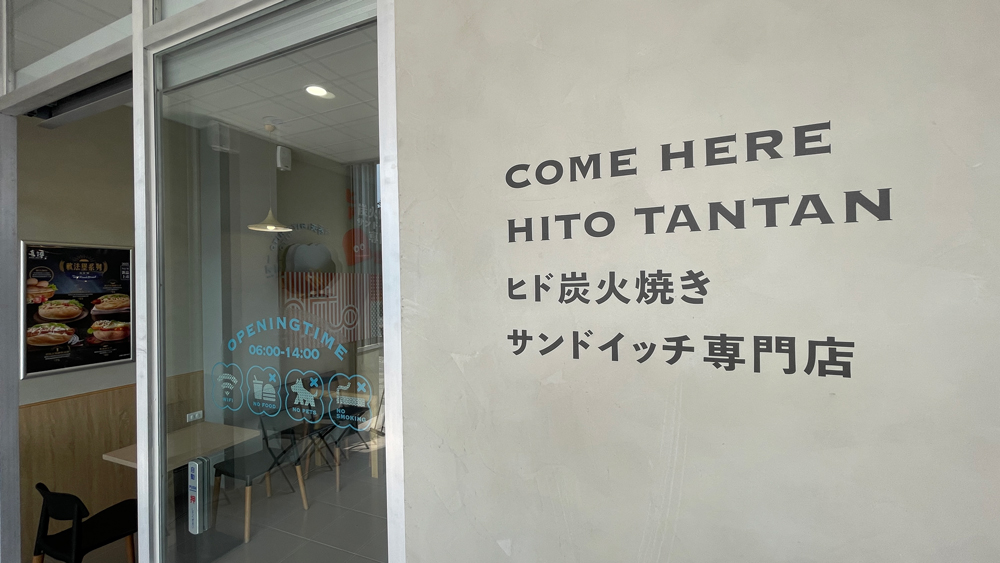 COME HERE
HITO TANTAN
ヒド炭火焼き
サンドイッチ専門店
OPENINGTIME
06:00-14:00
WIFI
NO FOOD
NO PETS
NO SMOKING